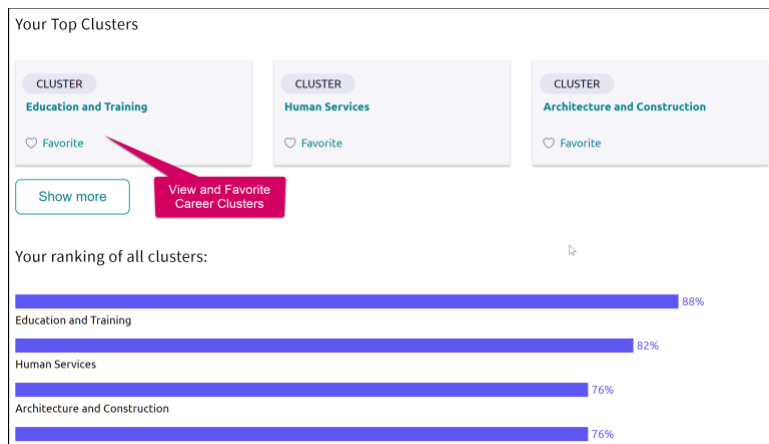 Your Top Clusters
CLUSTER
Education and Training
Favorite
CLUSTER
Human Services
Favorite
CLUSTER
Architecture and Construction
Favorite
Show more
View and Favorite
Career Clusters
Your ranking of all clusters:
88%
Education and Training
82%
Human Services
76%
Architecture and Construction
76%